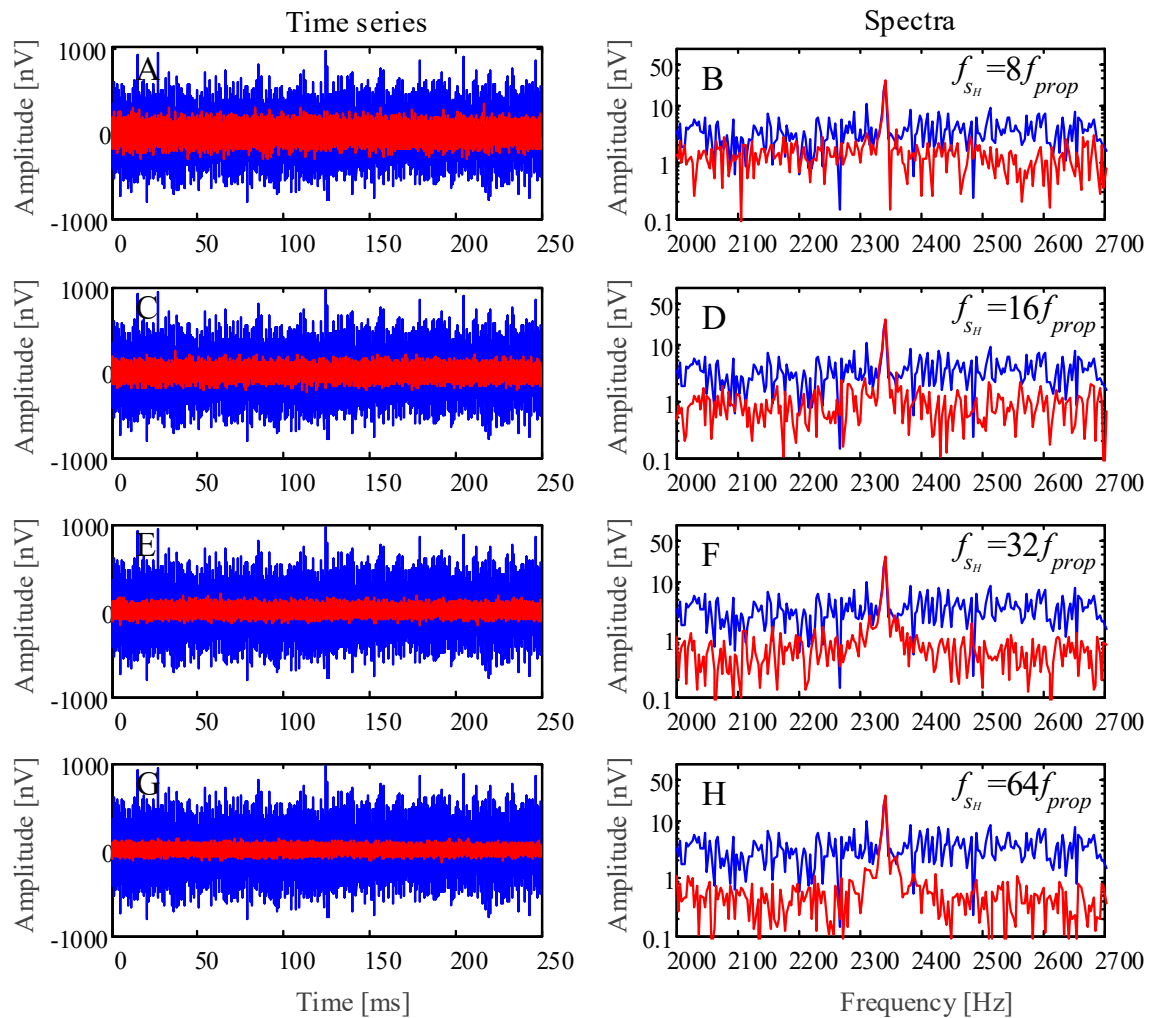 Time series
Spectra
Amplitude [nV]
1000
0
-1000
A
0 50 100 150 200 250
Amplitude [nV]
50
10
1
0.1
B
f_{s_H}=8f_{prop}
2000 2100 2200 2300 2400 2500 2600 2700
Amplitude [nV]
1000
0
-1000
C
0 50 100 150 200 250
Amplitude [nV]
50
10
1
0.1
D
f_{s_H}=16f_{prop}
2000 2100 2200 2300 2400 2500 2600 2700
Amplitude [nV]
1000
0
-1000
E
0 50 100 150 200 250
Amplitude [nV]
50
10
1
0.1
F
f_{s_H}=32f_{prop}
2000 2100 2200 2300 2400 2500 2600 2700
Amplitude [nV]
1000
0
-1000
G
0 50 100 150 200 250
Time [ms]
Amplitude [nV]
50
10
1
0.1
H
f_{s_H}=64f_{prop}
2000 2100 2200 2300 2400 2500 2600 2700
Frequency [Hz]